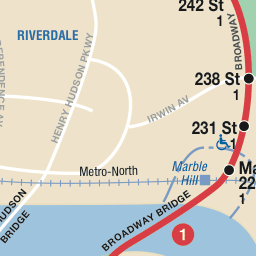 242 St
1
BROADWAY
RIVERDALE
HENRY HUDSON PKWY
238 St
1
IRWIN AV
231 St
1
Metro-North
Marble
Hill
1
HUDSON
BRIDGE
BROADWAY BRIDGE
1